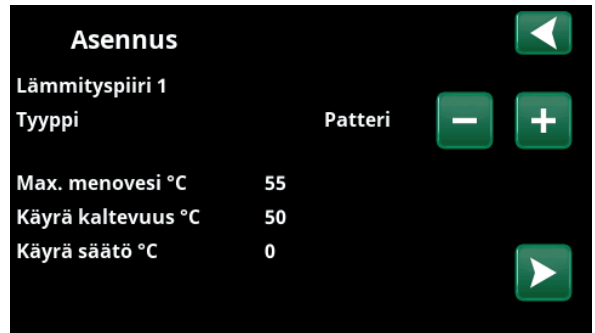 Asennus
Lämmityspiiri 1
Tyyppi Patteri
Max. menovesi °C 55
Käyrä kaltevuus °C 50
Käyrä säätö °C 0